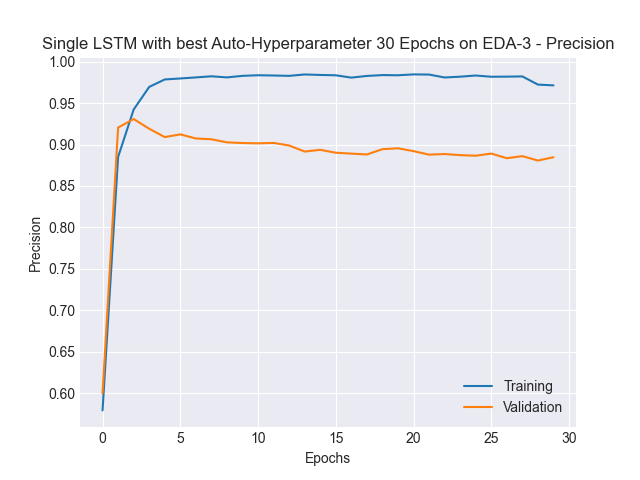 Single LSTM with best Auto-Hyperparameter 30 Epochs on EDA-3 - Precision
1.00
0.95
0.90
0.85
0.80
0.75
0.70
0.65
0.60
Precision
Training
Validation
0 5 10 15 20 25 30
Epochs